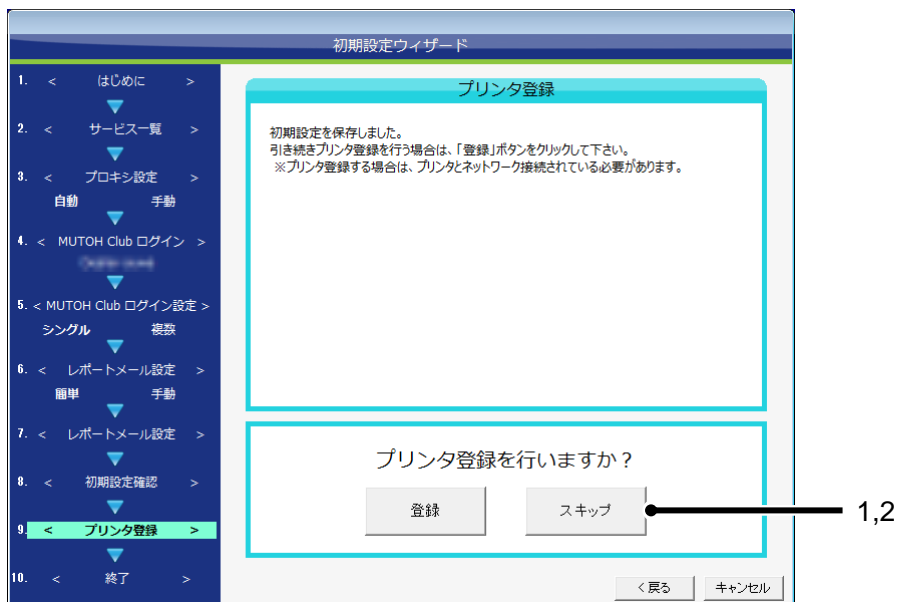 初期設定ウィザード
1. < はじめに >
2. < サービス一覧 >
3. < プロキシ設定 >
自動 手動
4. < MUTOH Club ログイン >
5. < MUTOH Club ログイン設定 >
シングル 複数
6. < レポートメール設定 >
簡単 手動
7. < レポートメール設定 >
8. < 初期設定確認 >
9. < プリンタ登録 >
10. < 終了 >
プリンタ登録
初期設定を保存しました。
引き続きプリンタ登録を行う場合は、「登録」ボタンをクリックして下さい。
※プリンタ登録する場合は、プリンタとネットワーク接続されている必要があります。
プリンタ登録を行いますか？
登録 スキップ
1,2
<戻る キャンセル